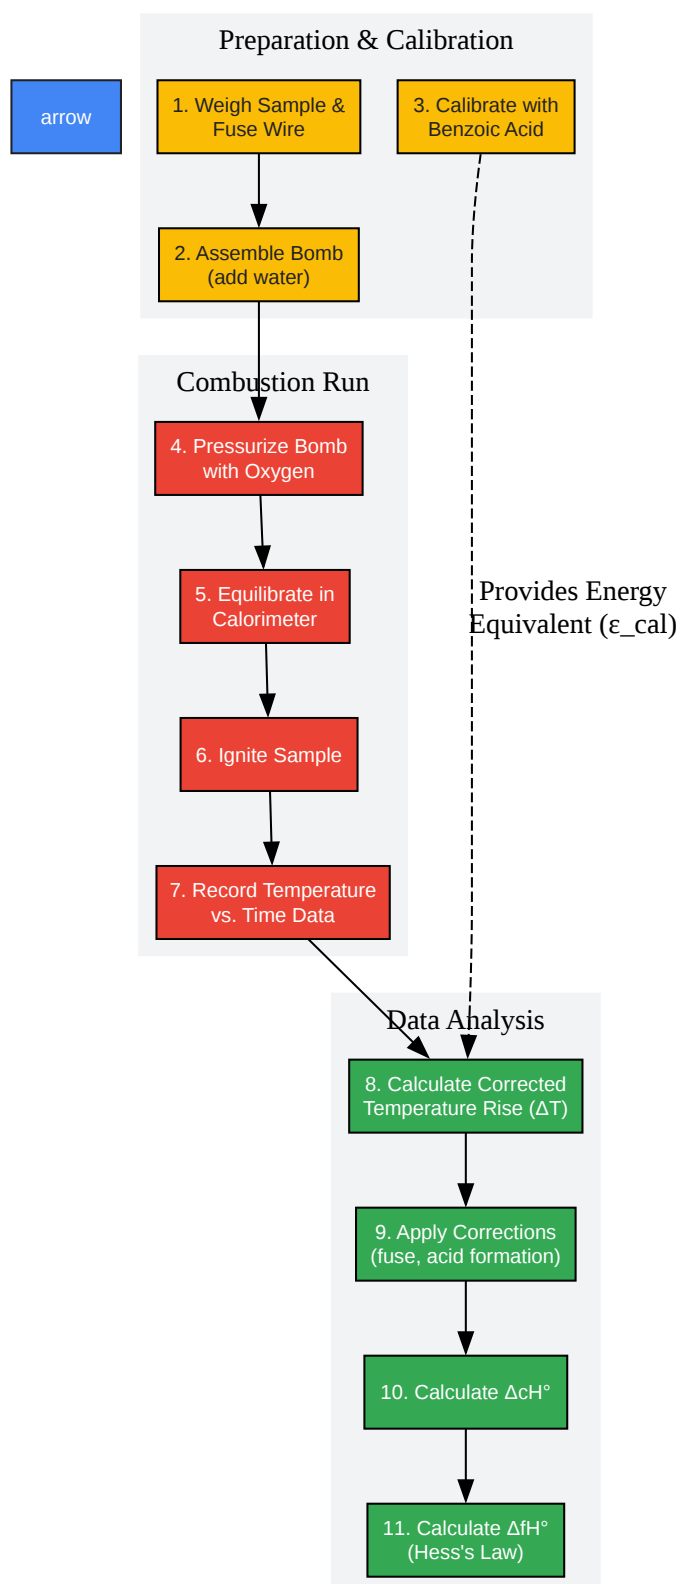 Preparation & Calibration
arrow
1. Weigh Sample &
Fuse Wire
3. Calibrate with
Benzoic Acid
2. Assemble Bomb
(add water)
Combustion Run
4. Pressurize Bomb
with Oxygen
5. Equilibrate in
Calorimeter
Provides Energy
Equivalent (ε_cal)
6. Ignite Sample
7. Record Temperature
vs. Time Data
Data Analysis
8. Calculate Corrected
Temperature Rise (ΔT)
9. Apply Corrections
(fuse, acid formation)
10. Calculate ΔcH°
11. Calculate ΔfH°
(Hess's Law)